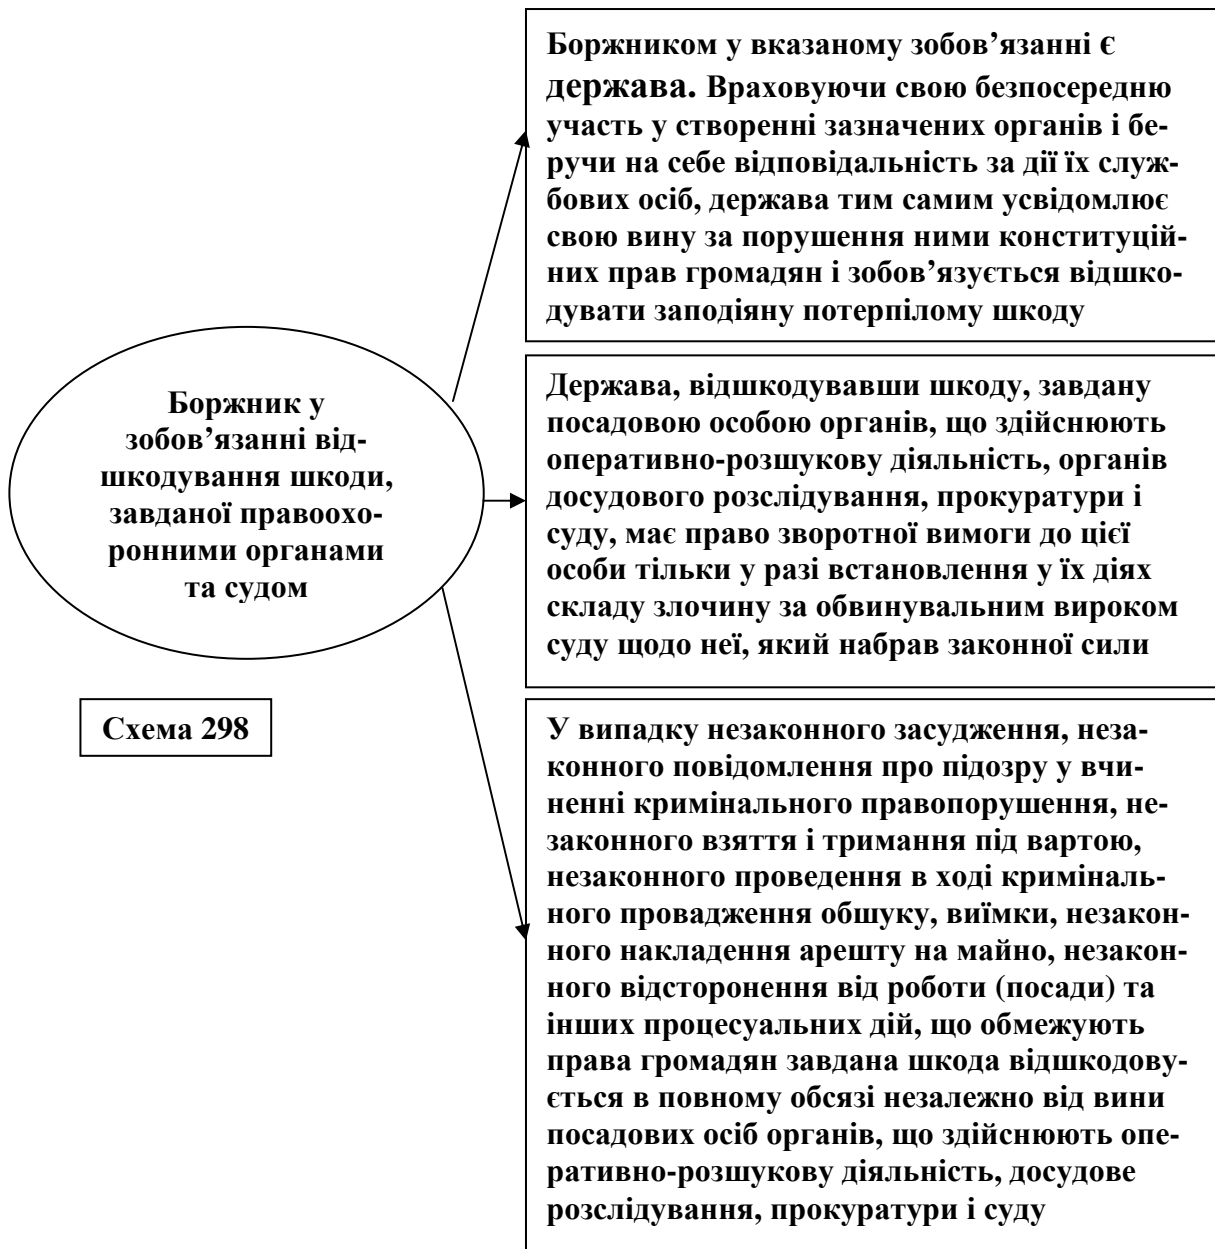 Боржником у вказаному зобов’язанні є
держава. Враховуючи свою безпосередню
участь у створенні зазначених органів і бе-
ручи на себе відповідальність за дії їх служ-
бових осіб, держава тим самим усвідомлює
свою вину за порушення ними конституцій-
них прав громадян і зобов’язується відшко-
дувати заподіяну потерпілому шкоду
Боржник у
зобов’язанні від-
шкодування шкоди,
завданої правоохо-
ронними органами
та судом
Держава, відшкодувавши шкоду, завдану
посадовою особою органів, що здійснюють
оперативно-розшукову діяльність, органів
досудового розслідування, прокуратури і
суду, має право зворотної вимоги до цієї
особи тільки у разі встановлення у їх діях
складу злочину за обвинувальним вироком
суду щодо неї, який набрав законної сили
Схема 298
У випадку незаконного засудження, неза-
конного повідомлення про підозру у вчи-
ненні кримінального правопорушення, не-
законного взяття і тримання під вартою,
незаконного проведення в ході криміналь-
ного провадження обшуку, виїмки, незакон-
ного накладення арешту на майно, незакон-
ного відсторонення від роботи (посади) та
інших процесуальних дій, що обмежують
права громадян завдана шкода відшкодову-
ється в повному обсязі незалежно від вини
посадових осіб органів, що здійснюють опе-
ративно-розшукову діяльність, досудове
розслідування, прокуратури і суду